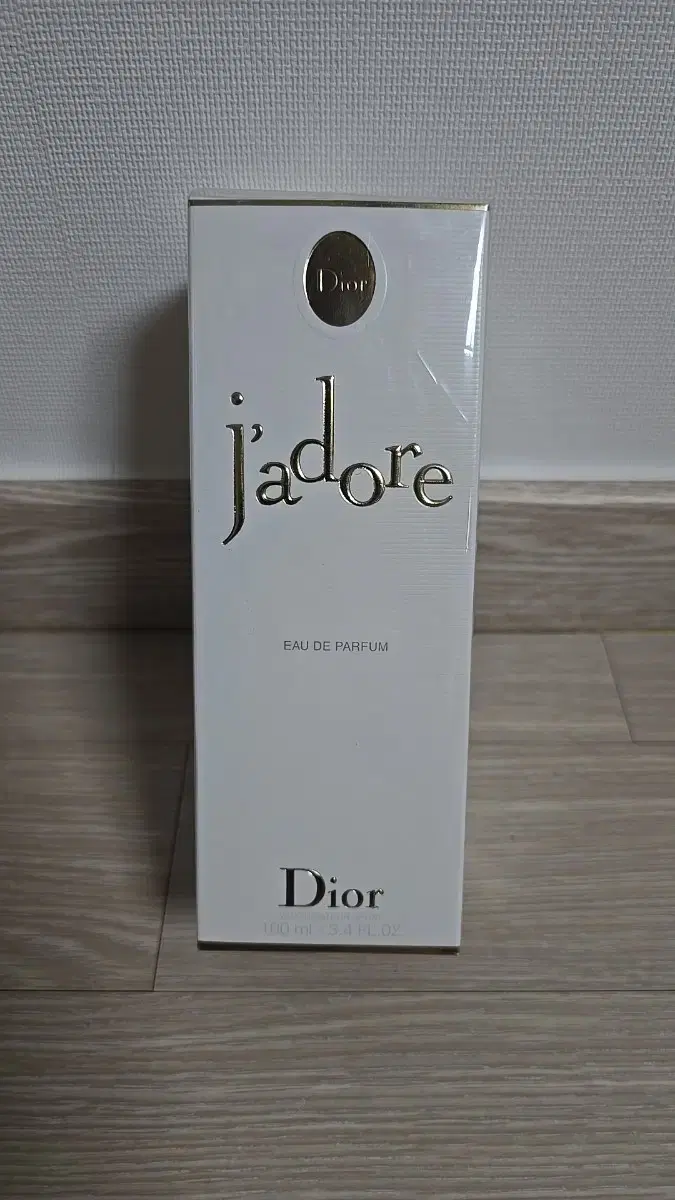 Dior
j'adore
EAU DE PARFUM
Dior
100 ml - 3.4 FL.OZ.